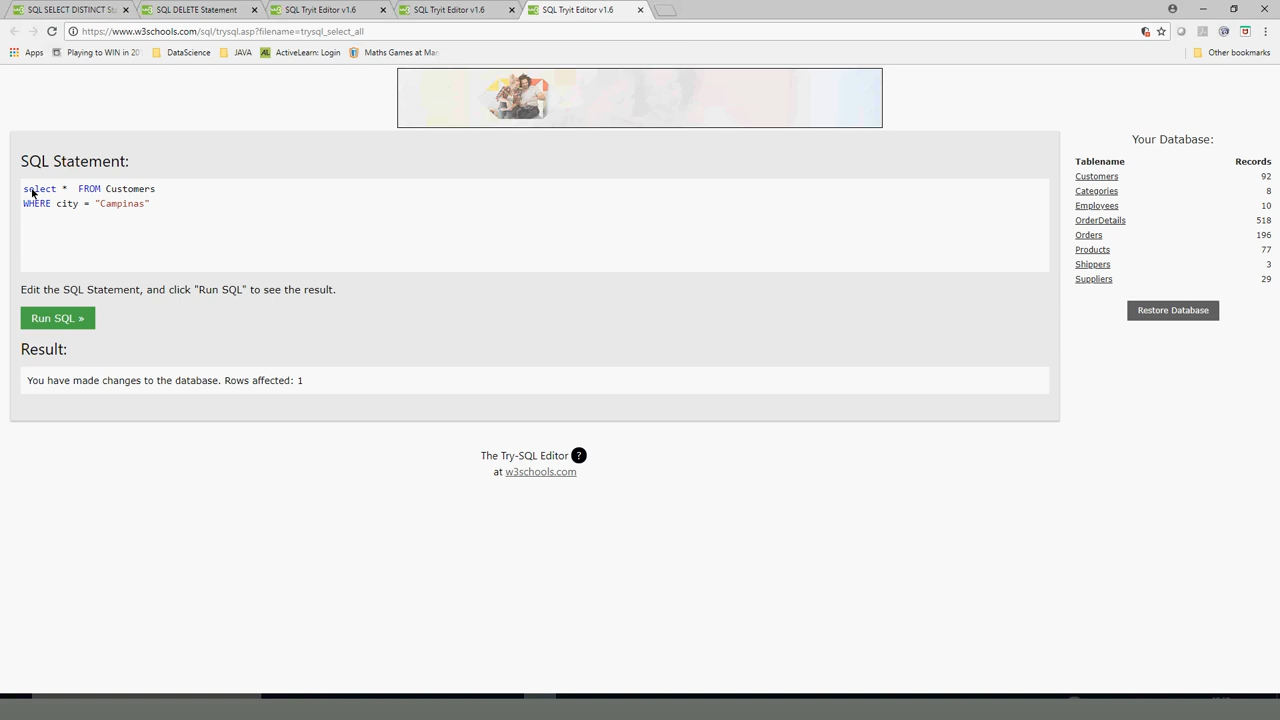 SQL SELECT DISTINCT St
SQL DELETE Statement
SQL Tryit Editor v1.6
SQL Tryit Editor v1.6
SQL Tryit Editor v1.6
https://www.w3schools.com/sql/trysql.asp?filename=trysql_select_all
Apps
Playing to WIN in 20
DataScience
JAVA
ActiveLearn: Login
Maths Games at Man
Other bookmarks
SQL Statement:
select * FROM Customers
WHERE city = "Campinas"
Edit the SQL Statement, and click "Run SQL" to see the result.
Run SQL »
Result:
You have made changes to the database. Rows affected: 1
The Try-SQL Editor ?
at w3schools.com
Your Database:
Tablename Records
Customers 92
Categories 8
Employees 10
OrderDetails 518
Orders 196
Products 77
Shippers 3
Suppliers 29
Restore Database